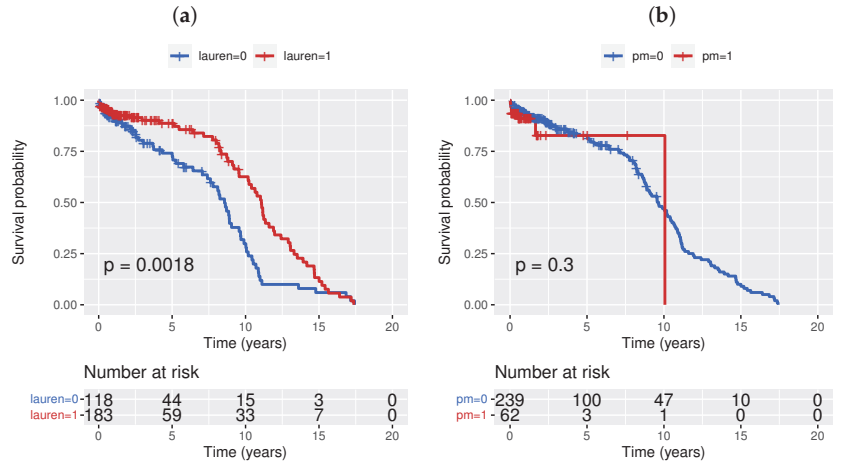 (a)
lauren=0 lauren=1
1.00
0.75
0.50
0.25
0.00
Survival probability
p = 0.0018
0 5 10 15 20
Time (years)
Number at risk
lauren=0 118 44 15 3 0
lauren=1 183 59 33 7 0
0 5 10 15 20
Time (years)
(b)
pm=0 pm=1
1.00
0.75
0.50
0.25
0.00
Survival probability
p = 0.3
0 5 10 15 20
Time (years)
Number at risk
pm=0 239 100 47 10 0
pm=1 62 3 1 0 0
0 5 10 15 20
Time (years)